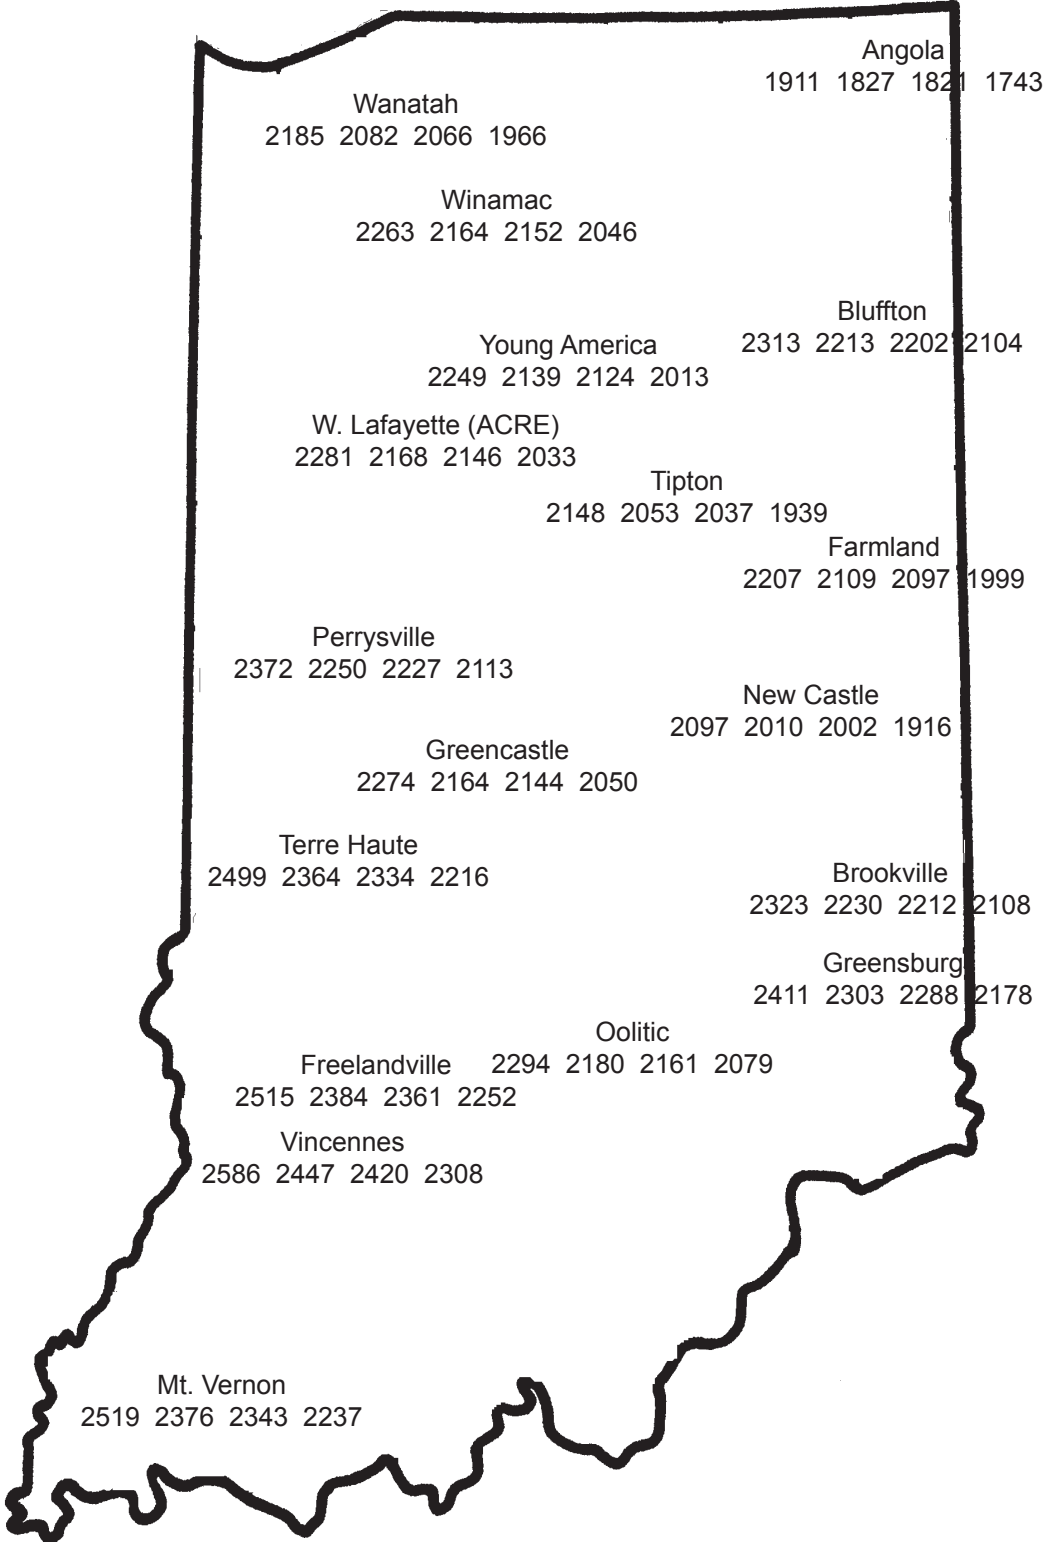 Angola
1911 1827 1821 1743
Wanatah
2185 2082 2066 1966
Winamac
2263 2164 2152 2046
Bluffton
2313 2213 2202 2104
Young America
2249 2139 2124 2013
W. Lafayette (ACRE)
2281 2168 2146 2033
Tipton
2148 2053 2037 1939
Farmland
2207 2109 2097 1999
Perrysville
2372 2250 2227 2113
New Castle
2097 2010 2002 1916
Greencastle
2274 2164 2144 2050
Terre Haute
2499 2364 2334 2216
Brookville
2323 2230 2212 2108
Greensburg
2411 2303 2288 2178
Oolitic
2294 2180 2161 2079
Freelandville
2515 2384 2361 2252
Vincennes
2586 2447 2420 2308
Mt. Vernon
2519 2376 2343 2237